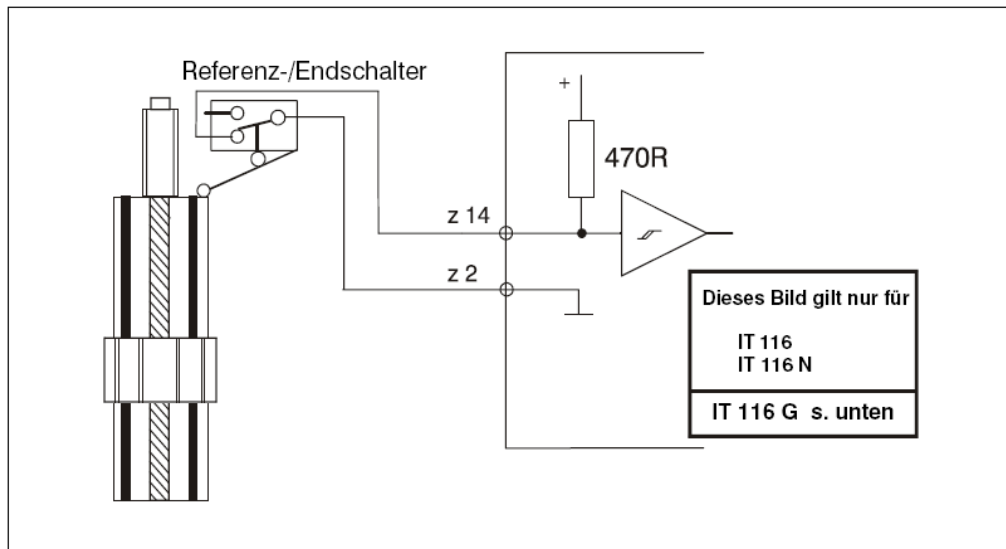 Referenz-/Endschalter
+
470R
z 14
z 2
Dieses Bild gilt nur für
IT 116
IT 116 N
IT 116 G s. unten